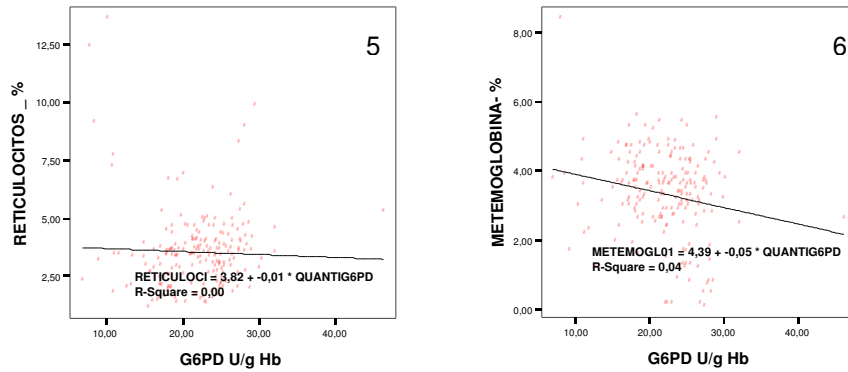 5
RETICULOCITOS _ %
12,50
10,00
7,50
5,00
2,50
RETICULOCI = 3,82 + -0,01 * QUANTIG6PD
R-Square = 0,00
10,00 20,00 30,00 40,00
G6PD U/g Hb
6
METEMOGLOBINA- %
8,00
6,00
4,00
2,00
0,00
METEMOGL01 = 4,39 + -0,05 * QUANTIG6PD
R-Square = 0,04
10,00 20,00 30,00 40,00
G6PD U/g Hb